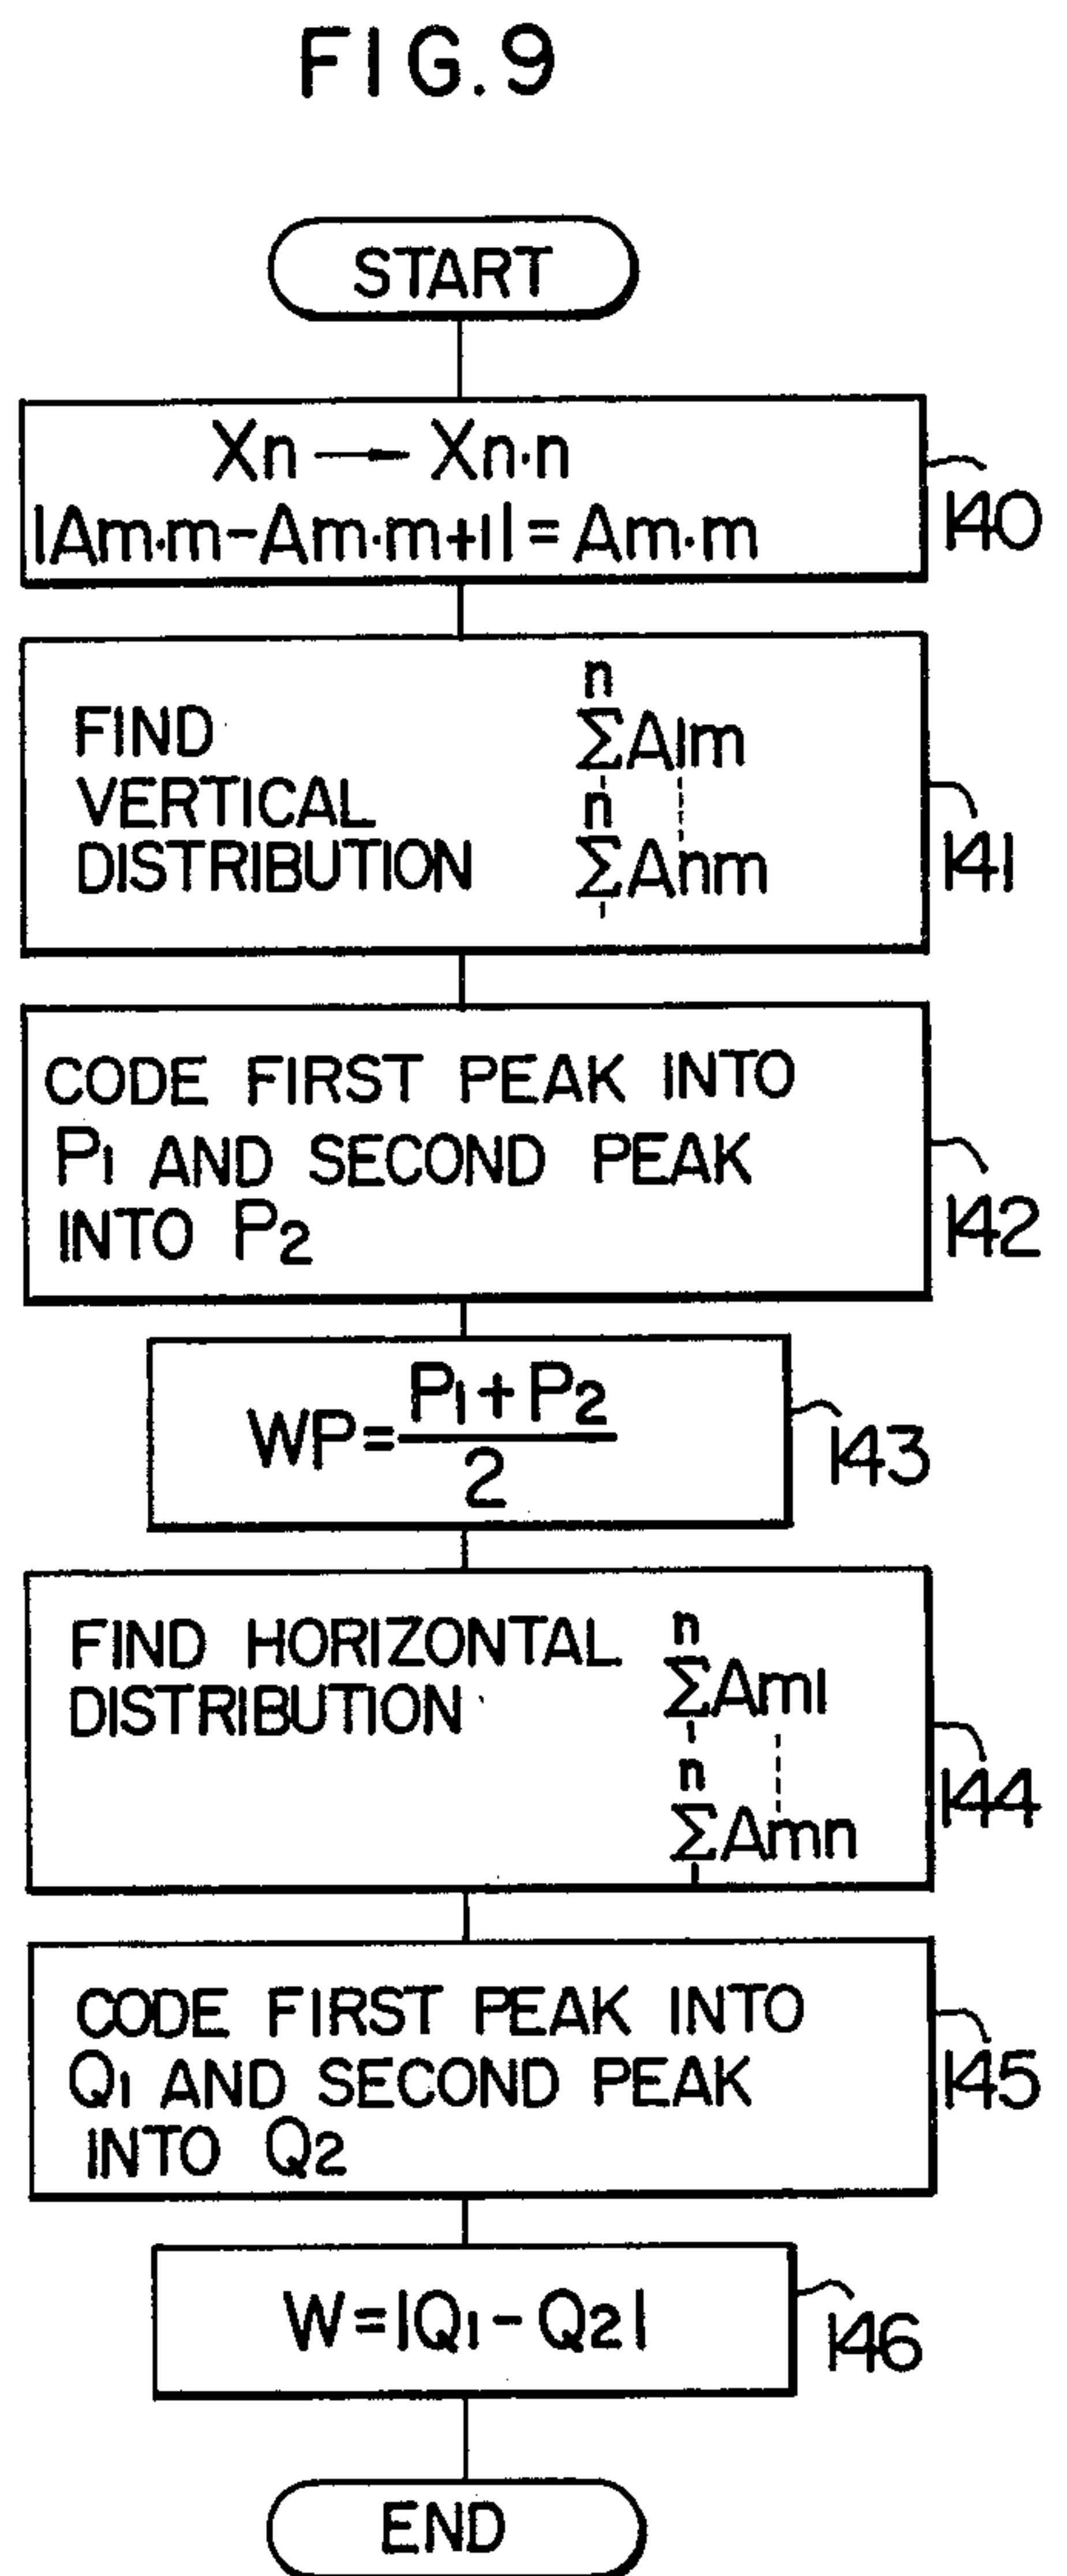 FIG.9
START
Xn → Xn·n
|Am·m-Am·m+1| = Am·m
140
FIND
VERTICAL
DISTRIBUTION
n
ΣA1m
n
ΣAnm
141
CODE FIRST PEAK INTO
P1 AND SECOND PEAK
INTO P2
142
WP=P1+P2/2
143
FIND HORIZONTAL
DISTRIBUTION
n
ΣAm1
n
ΣAmn
144
CODE FIRST PEAK INTO
Q1 AND SECOND PEAK
INTO Q2
145
W=|Q1-Q2|
146
END